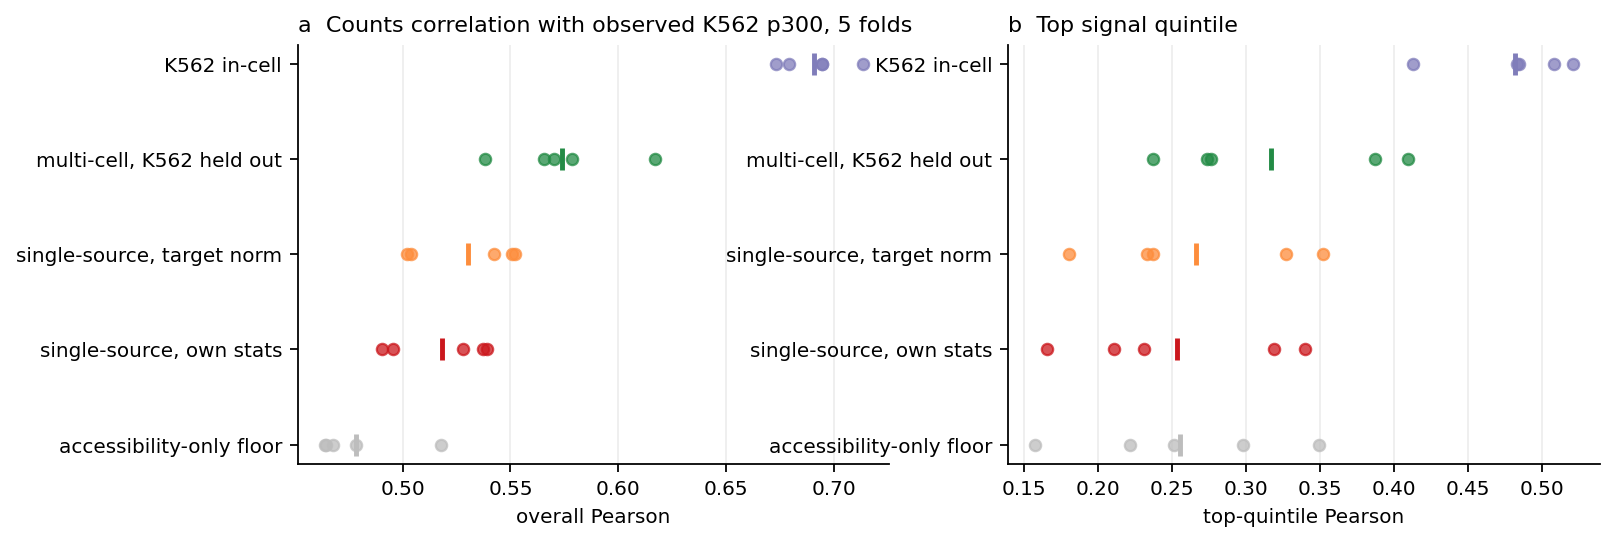 a  Counts correlation with observed K562 p300, 5 folds
K562 in-cell
multi-cell, K562 held out
single-source, target norm
single-source, own stats
accessibility-only floor
0.50 0.55 0.60 0.65 0.70
overall Pearson
b  Top signal quintile
K562 in-cell
multi-cell, K562 held out
single-source, target norm
single-source, own stats
accessibility-only floor
0.15 0.20 0.25 0.30 0.35 0.40 0.45 0.50
top-quintile Pearson